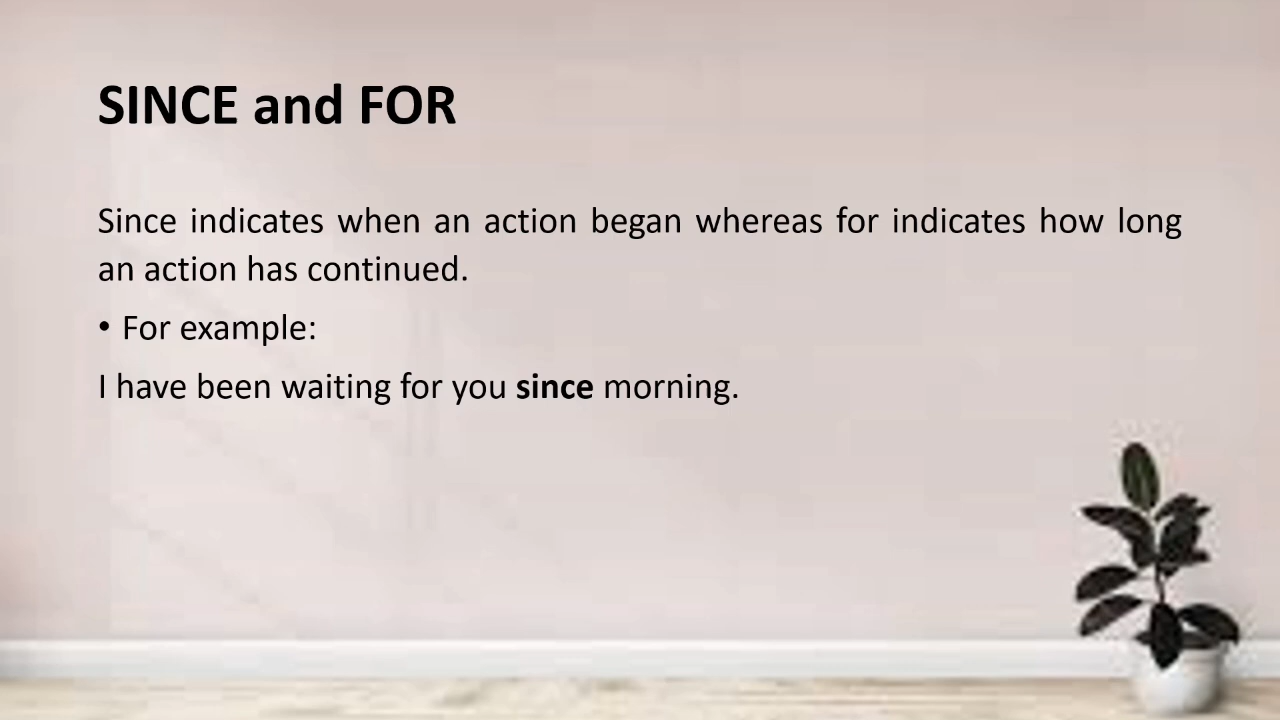 SINCE and FOR
Since indicates when an action began whereas for indicates how long
an action has continued.
• For example:
I have been waiting for you since morning.